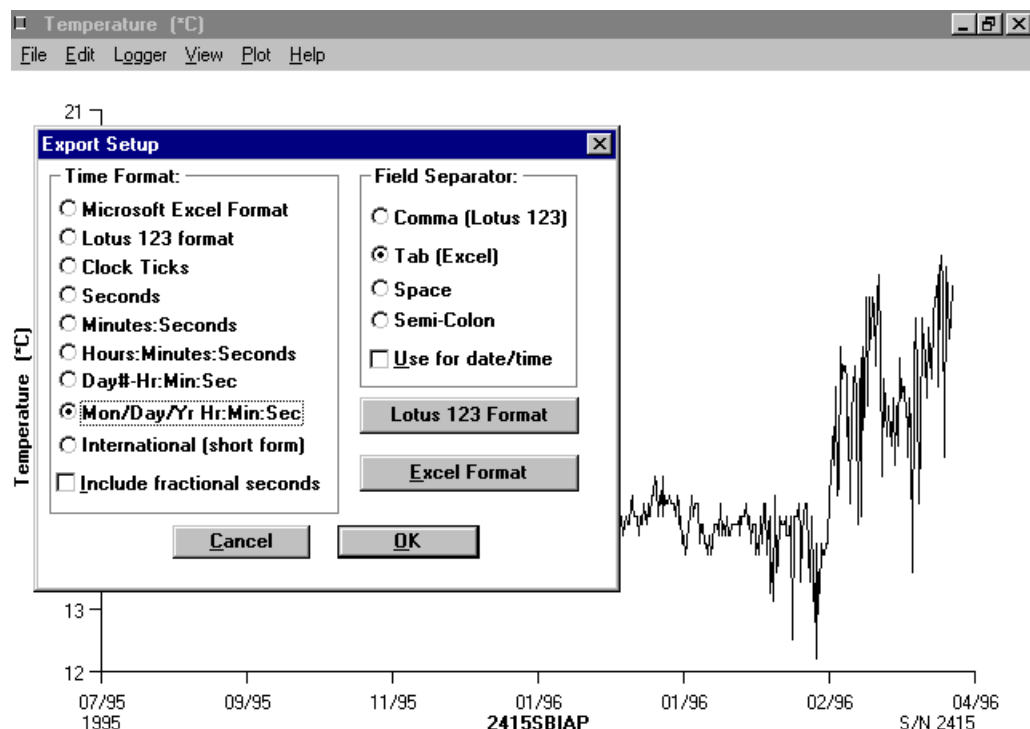 Temperature (*C)
File Edit Logger View Plot Help
21
Export Setup
Time Format:
Microsoft Excel Format
Lotus 123 format
Clock Ticks
Seconds
Minutes:Seconds
Hours:Minutes:Seconds
Day#-Hr:Min:Sec
Mon/Day/Yr Hr:Min:Sec
International (short form)
Include fractional seconds
Field Separator:
Comma (Lotus 123)
Tab (Excel)
Space
Semi-Colon
Use for date/time
Lotus 123 Format
Excel Format
Cancel OK
Temperature (*C)
13
12
07/95 09/95 11/95 01/96 01/96 02/96 04/96
1995 2415SBIAP S/N 2415